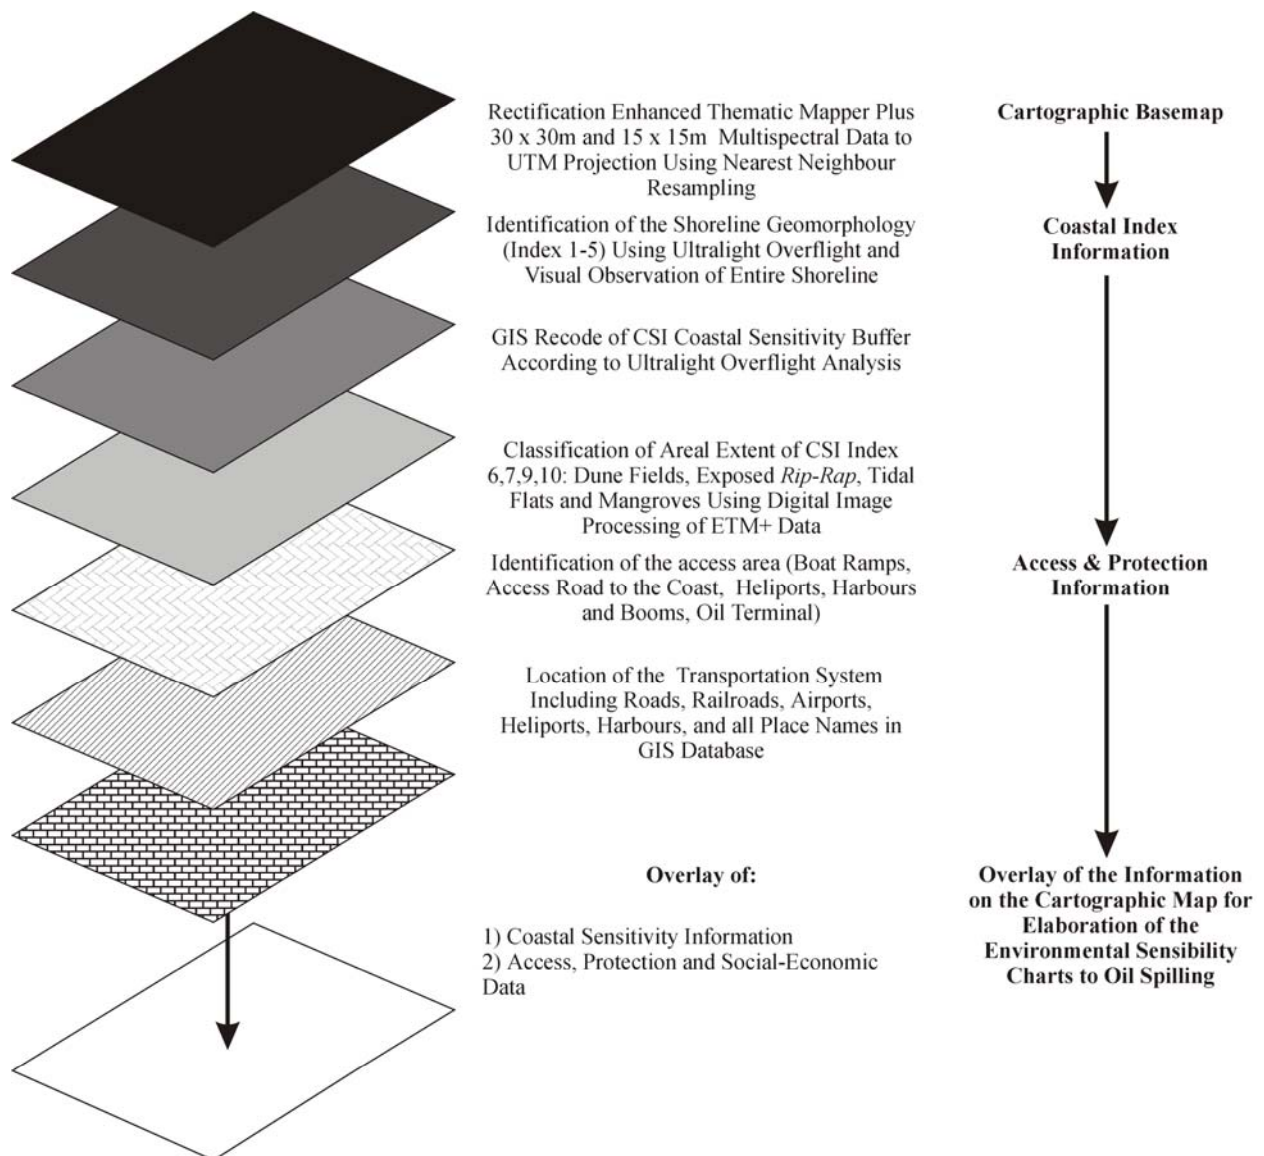 Rectification Enhanced Thematic Mapper Plus
30 x 30m and 15 x 15m Multispectral Data to
UTM Projection Using Nearest Neighbour
Resampling
Cartographic Basemap
Identification of the Shoreline Geomorphology
(Index 1-5) Using Ultralight Overflight and
Visual Observation of Entire Shoreline
Coastal Index
Information
GIS Recode of CSI Coastal Sensitivity Buffer
According to Ultralight Overflight Analysis
Classification of Areal Extent of CSI Index
6,7,9,10: Dune Fields, Exposed Rip-Rap, Tidal
Flats and Mangroves Using Digital Image
Processing of ETM+ Data
Identification of the access area (Boat Ramps,
Access Road to the Coast, Heliports, Harbours
and Booms, Oil Terminal)
Access & Protection
Information
Location of the Transportation System
Including Roads, Railroads, Airports,
Heliports, Harbours, and all Place Names in
GIS Database
Overlay of:
1) Coastal Sensitivity Information
2) Access, Protection and Social-Economic
Data
Overlay of the Information
on the Cartographic Map for
Elaboration of the
Environmental Sensibility
Charts to Oil Spilling